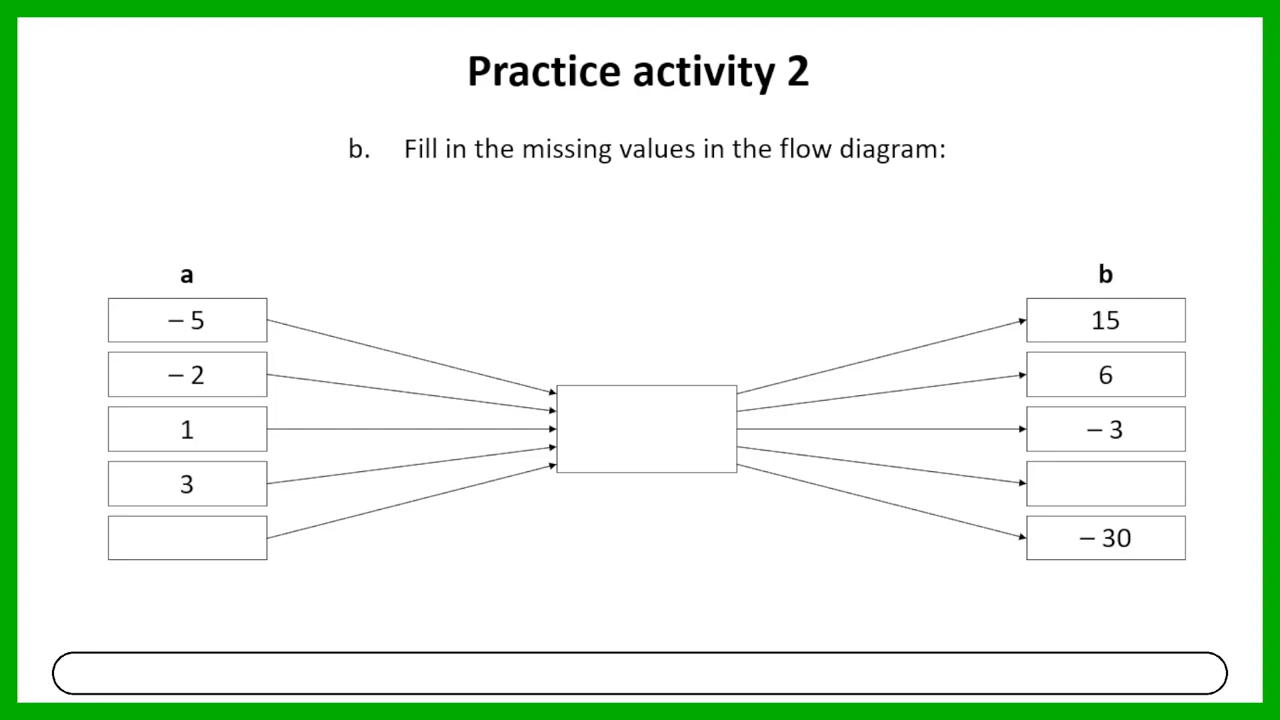 Practice activity 2
b. Fill in the missing values in the flow diagram:
a b
– 5 15
– 2 6
1 – 3
3
– 30